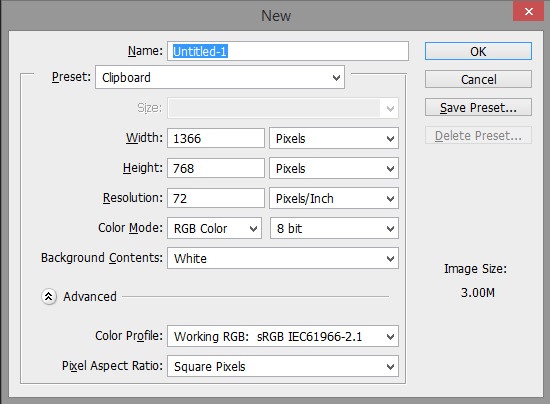 New
Name: Untitled-1
OK
Preset: Clipboard
Cancel
Size:
Save Preset...
Width: 1366 Pixels
Delete Preset...
Height: 768 Pixels
Resolution: 72 Pixels/Inch
Color Mode: RGB Color 8 bit
Background Contents: White
Image Size:
3.00M
Advanced
Color Profile: Working RGB: sRGB IEC61966-2.1
Pixel Aspect Ratio: Square Pixels